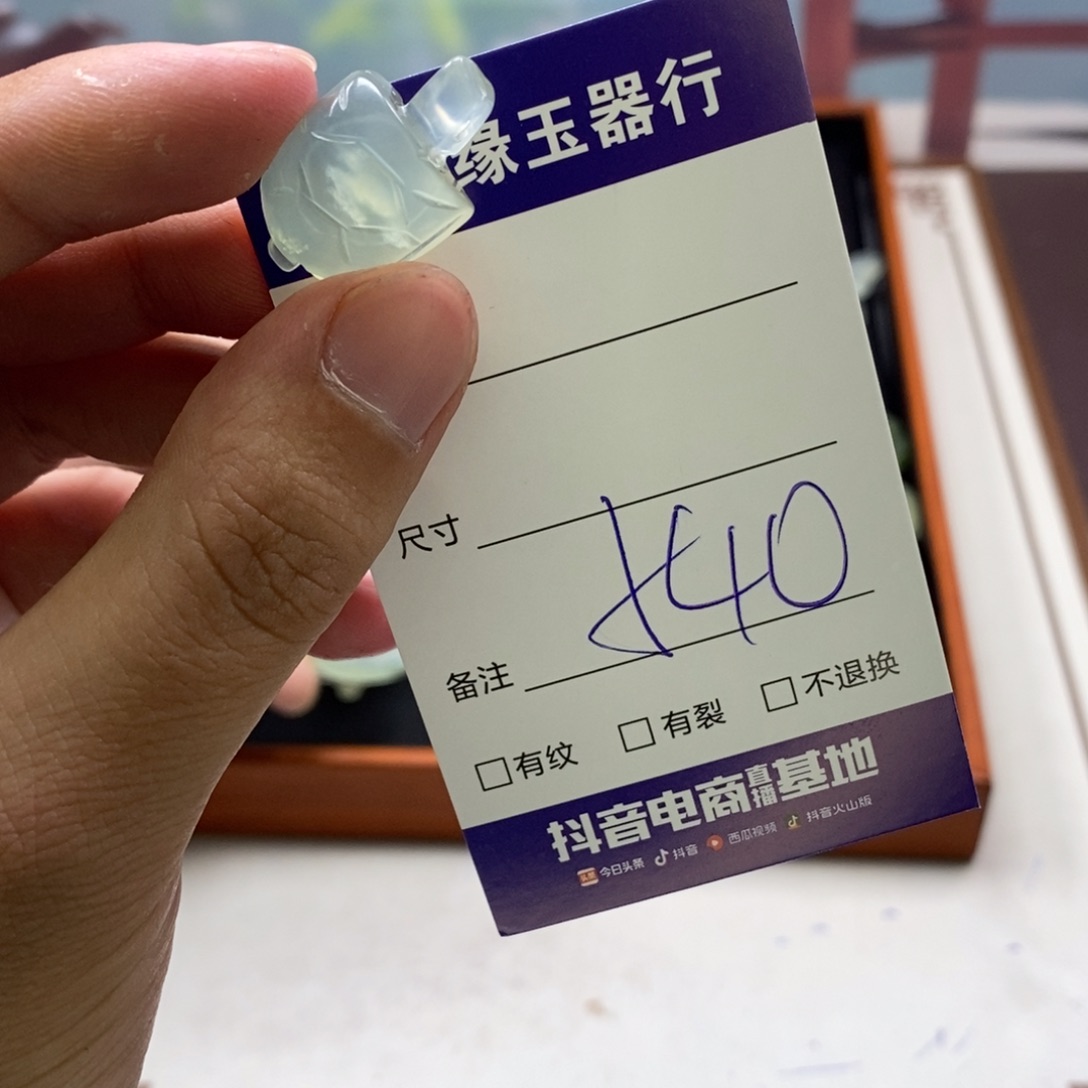 缘玉器行
尺寸
备注
□有纹 □有裂 □不退换
抖音电商直播基地
今日头条 抖音 西瓜视频 抖音火山版